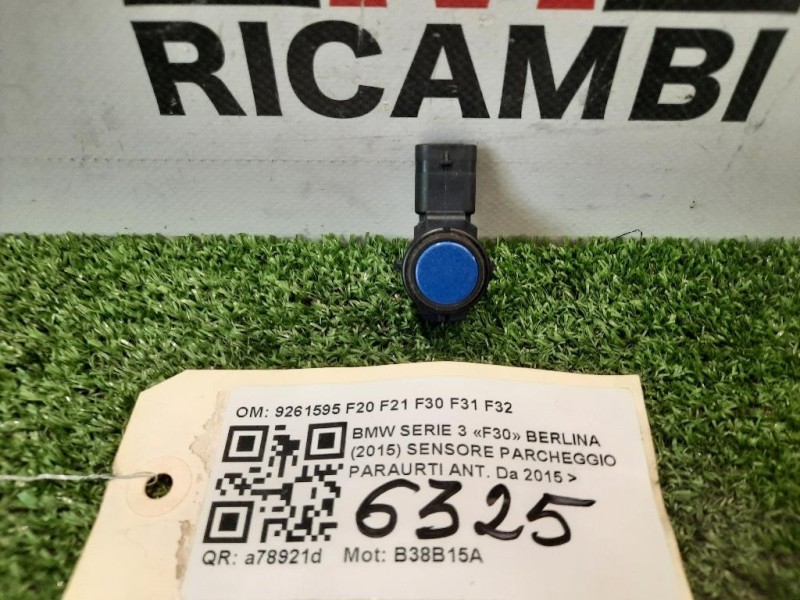 RICAMBI
OM: 9261595 F20 F21 F30 F31 F32
BMW SERIE 3 «F30» BERLINA
(2015) SENSORE PARCHEGGIO
PARAURTI ANT. Da 2015 >
6325
QR: a78921d Mot: B38B15A